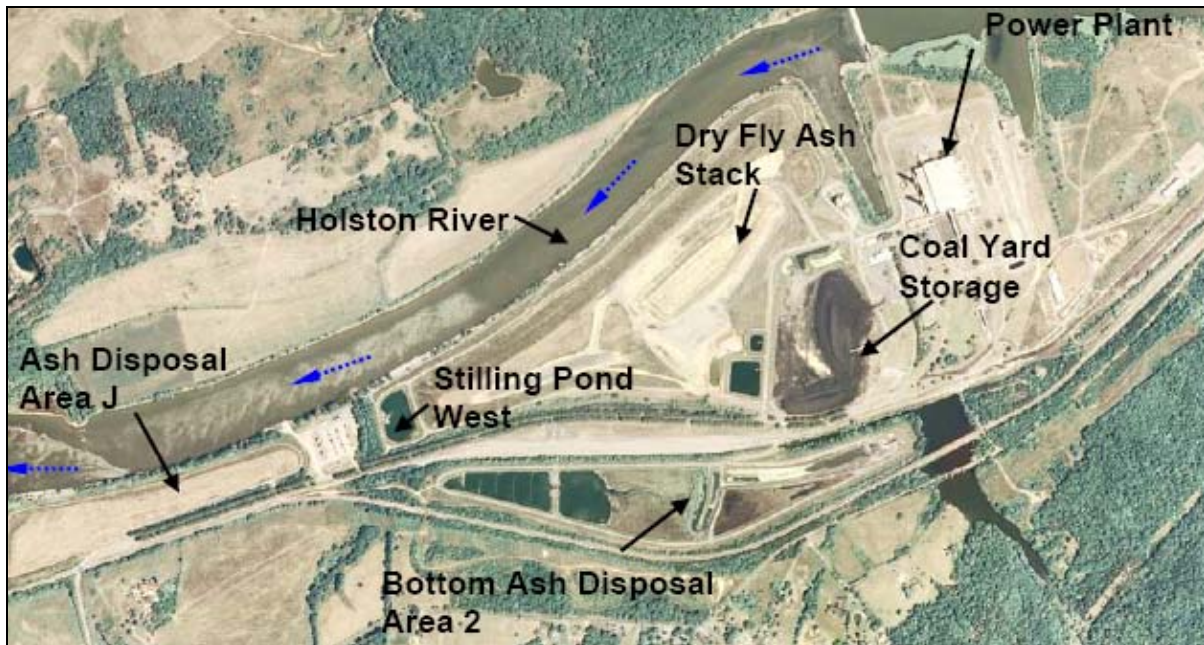 Power Plant
Dry Fly Ash
Stack
Holston River
Coal Yard
Storage
Ash Disposal
Area J
Stilling Pond
West
Bottom Ash Disposal
Area 2